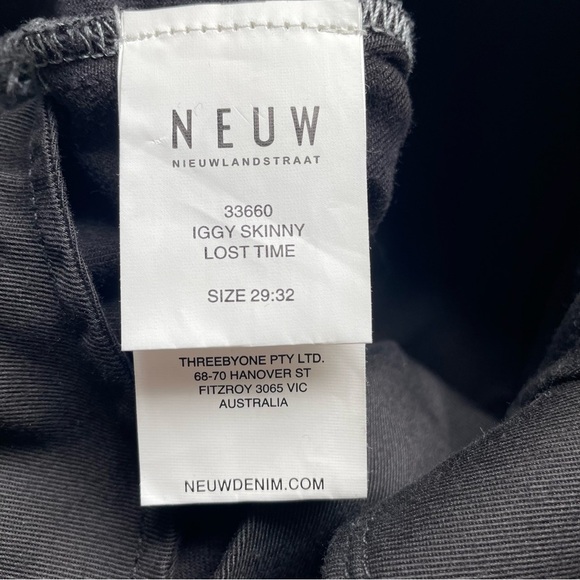 NEUW
NIEUWLANDSTRAAT
33660
IGGY SKINNY
LOST TIME
SIZE 29:32
THREEBYONE PTY LTD.
68-70 HANOVER ST
FITZROY 3065 VIC
AUSTRALIA
NEUWDENIM.COM